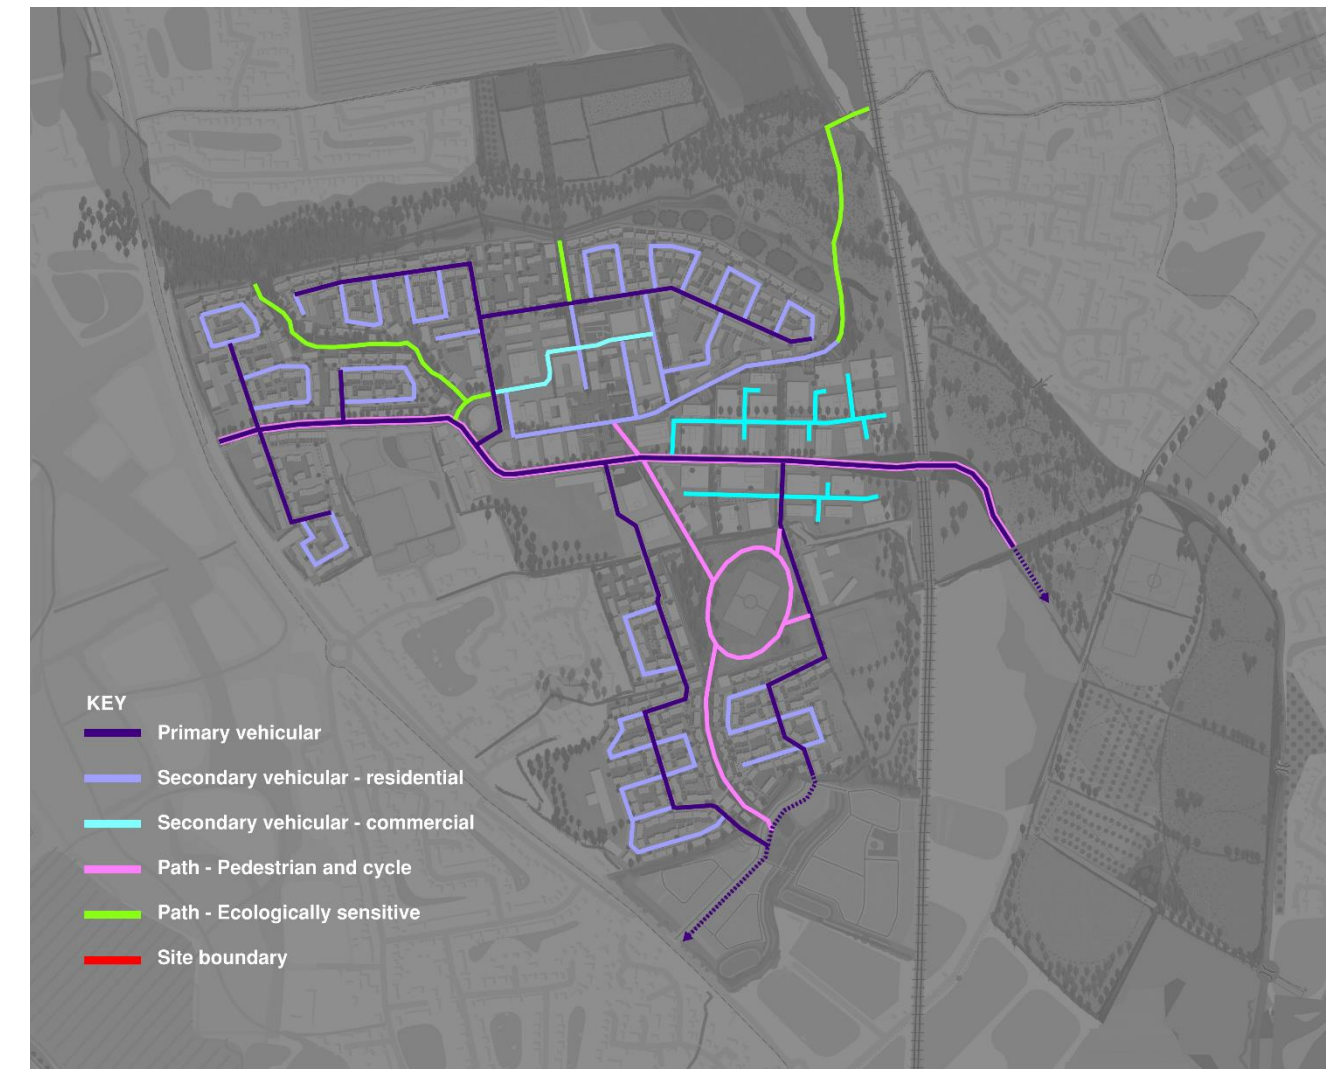 KEY
Primary vehicular
Secondary vehicular - residential
Secondary vehicular - commercial
Path - Pedestrian and cycle
Path - Ecologically sensitive
Site boundary